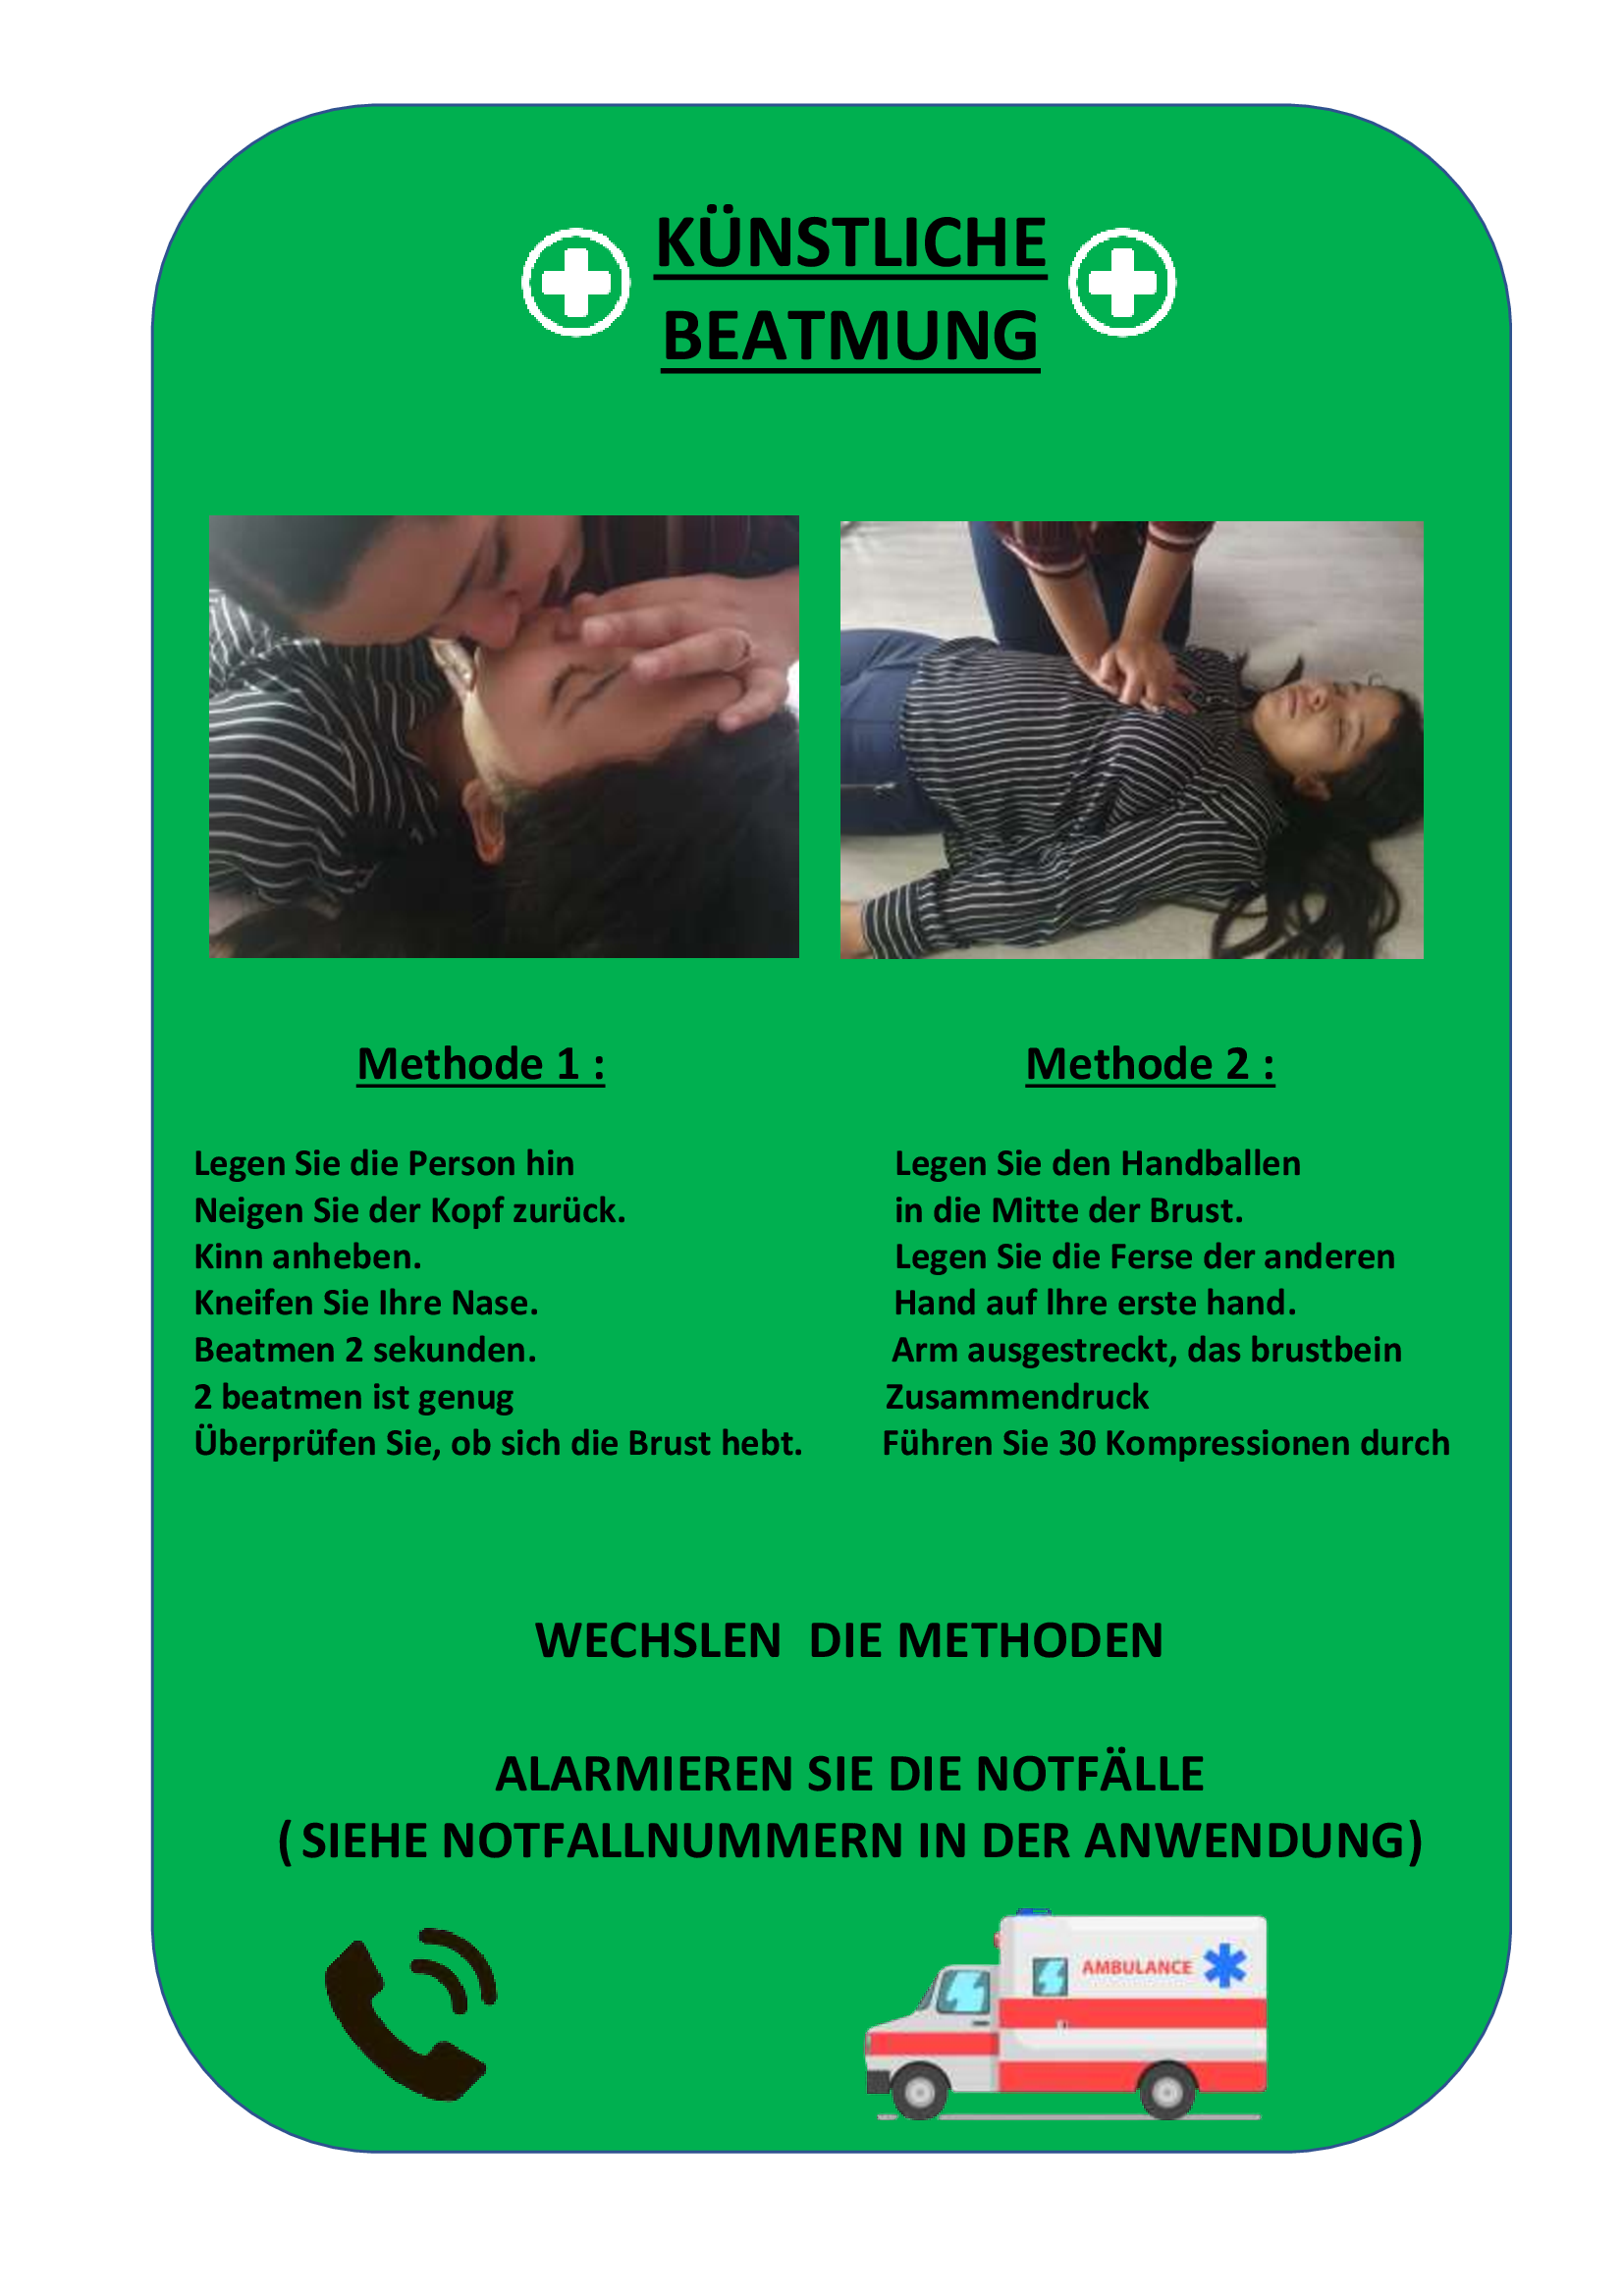 KÜNSTLICHE
BEATMUNG
Methode 1 :
Legen Sie die Person hin
Neigen Sie der Kopf zurück.
Kinn anheben.
Kneifen Sie Ihre Nase.
Beatmen 2 sekunden.
2 beatmen ist genug
Überprüfen Sie, ob sich die Brust hebt.
Methode 2 :
Legen Sie den Handballen
in die Mitte der Brust.
Legen Sie die Ferse der anderen
Hand auf lhre erste hand.
Arm ausgestreckt, das brustbein
Zusammendruck
Führen Sie 30 Kompressionen durch
WECHSLEN DIE METHODEN
ALARMIEREN SIE DIE NOTFÄLLE
( SIEHE NOTFALLNUMMERN IN DER ANWENDUNG)
AMBULANCE